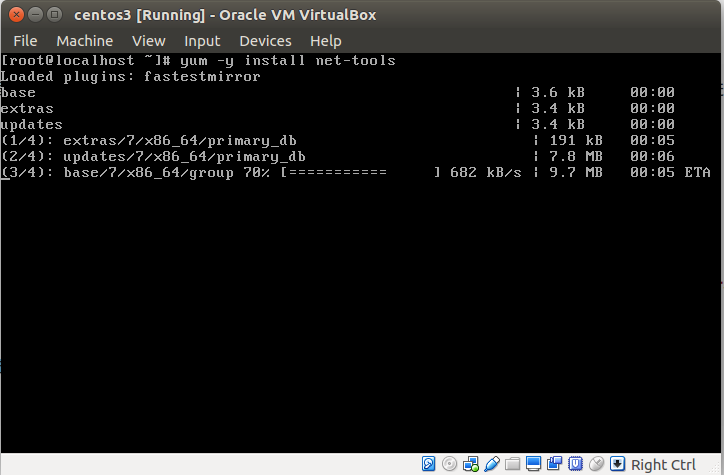 centos3 [Running] - Oracle VM VirtualBox
File Machine View Input Devices Help
[root@localhost ~]# yum -y install net-tools
Loaded plugins: fastestmirror
base | 3.6 kB 00:00
extras | 3.4 kB 00:00
updates | 3.4 kB 00:00
(1/4): extras/7/x86_64/primary_db | 191 kB 00:05
(2/4): updates/7/x86_64/primary_db | 7.8 MB 00:06
(3/4): base/7/x86_64/group 70% [=========== ] 682 kB/s | 9.7 MB 00:05 ETA
Right Ctrl